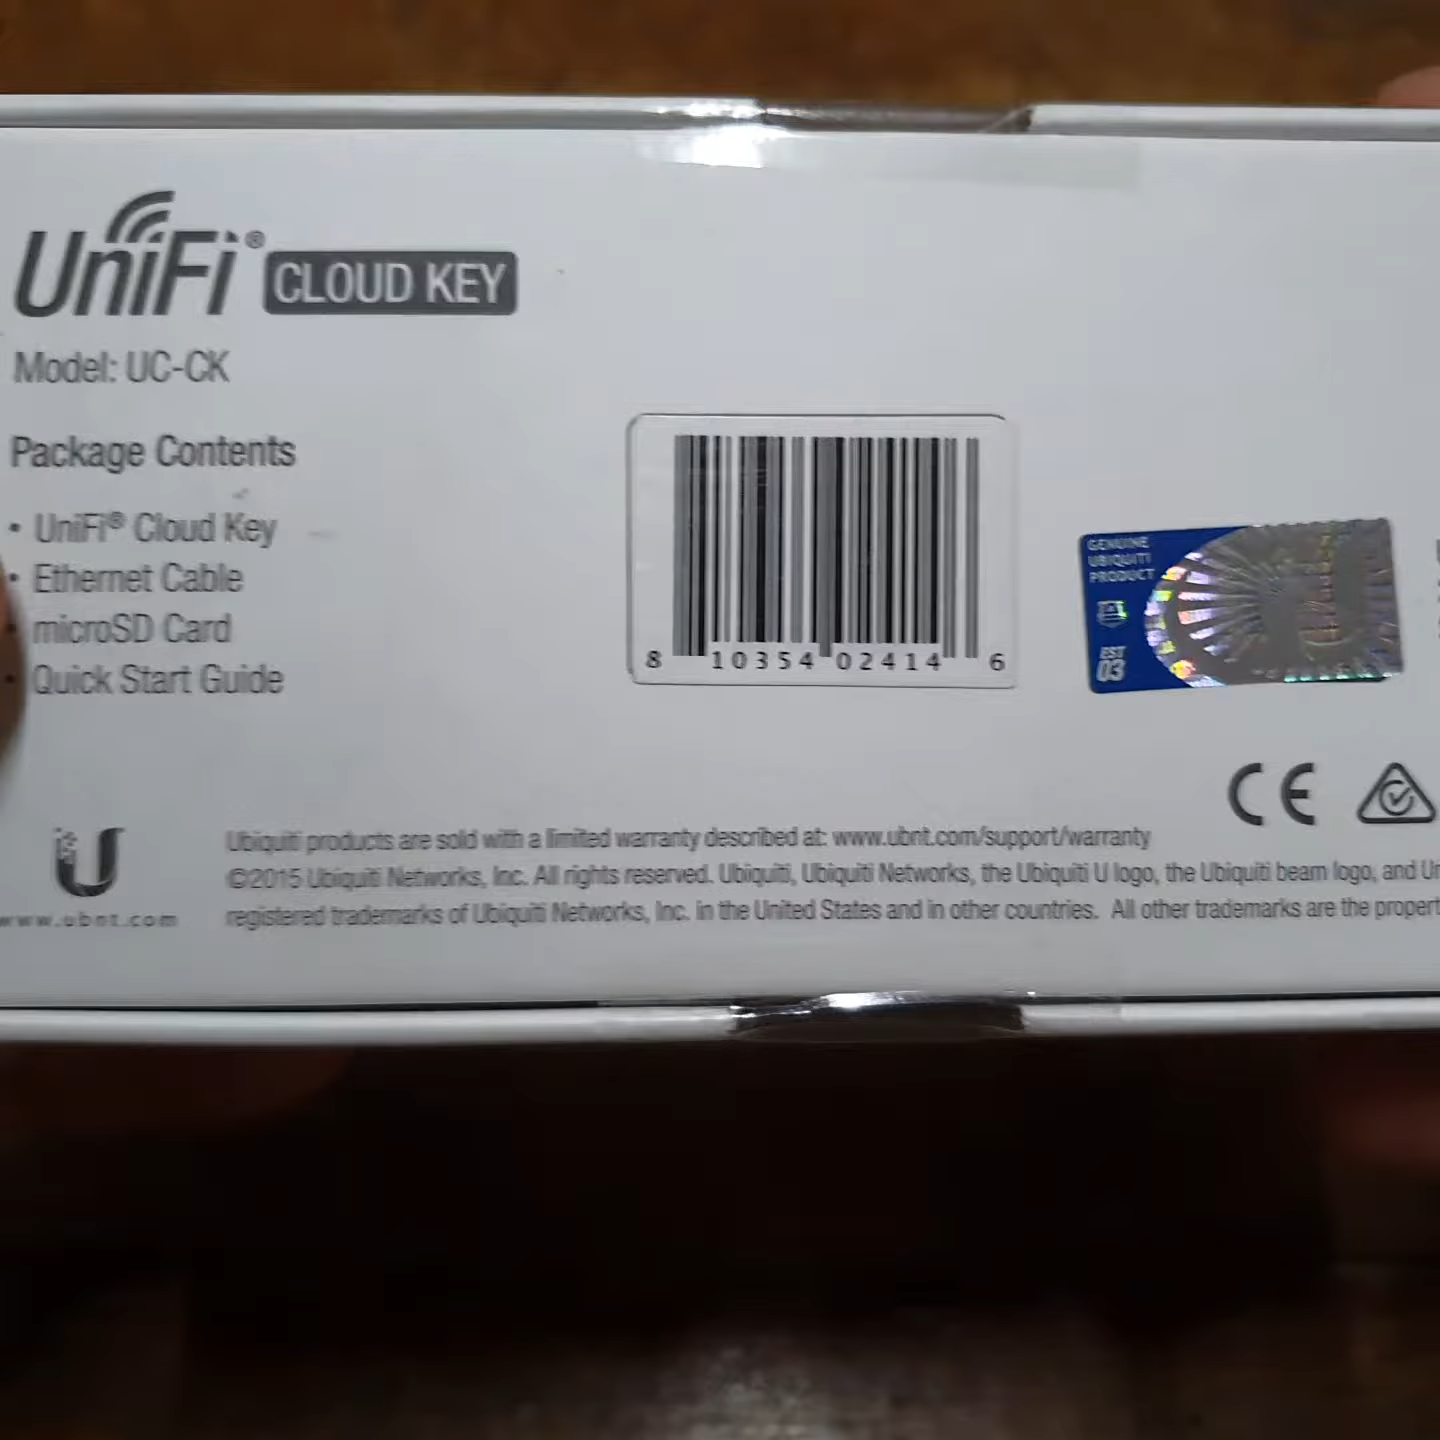 UniFi® CLOUD KEY
Model: UC-CK
Package Contents
• UniFi® Cloud Key
• Ethernet Cable
microSD Card
• Quick Start Guide
8 10354 02414 6
GENUINE
UBIQUITI
PRODUCT
EST
03
CE
U
www.ubnt.com
Ubiquiti products are sold with a limited warranty described at: www.ubnt.com/support/warranty
©2015 Ubiquiti Networks, Inc. All rights reserved. Ubiquiti, Ubiquiti Networks, the Ubiquiti U logo, the Ubiquiti beam logo, and
registered trademarks of Ubiquiti Networks, Inc. in the United States and in other countries. All other trademarks are the